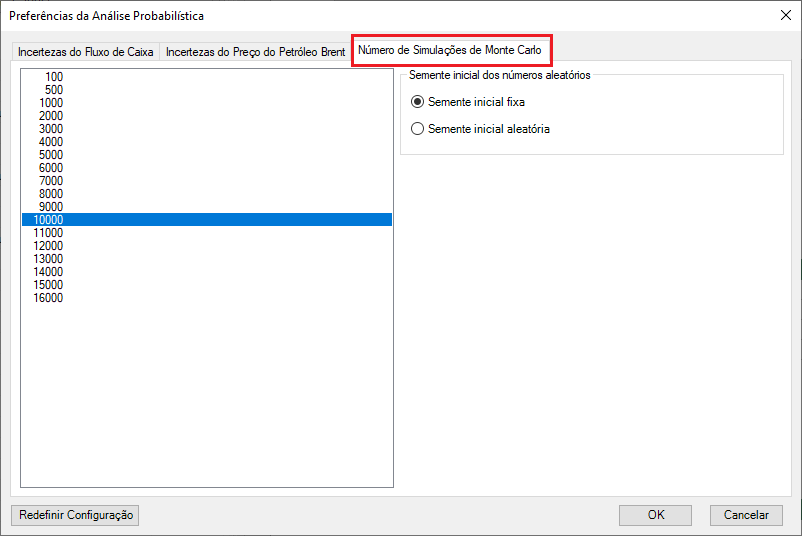 Preferências da Análise Probabilística
Incertezas do Fluxo de Caixa
Incertezas do Preço do Petróleo Brent
Número de Simulações de Monte Carlo
100
500
1000
2000
3000
4000
5000
6000
7000
8000
9000
10000
11000
12000
13000
14000
15000
16000
Semente inicial dos números aleatórios
Semente inicial fixa
Semente inicial aleatória
Redefinir Configuração
OK
Cancelar